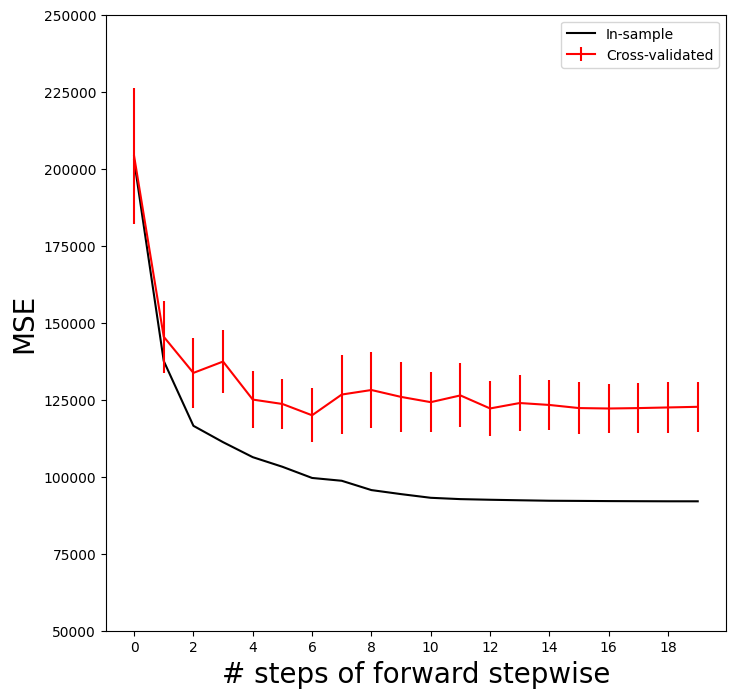 250000
225000
200000
175000
150000
125000
100000
75000
50000
MSE
In-sample
Cross-validated
0 2 4 6 8 10 12 14 16 18
# steps of forward stepwise